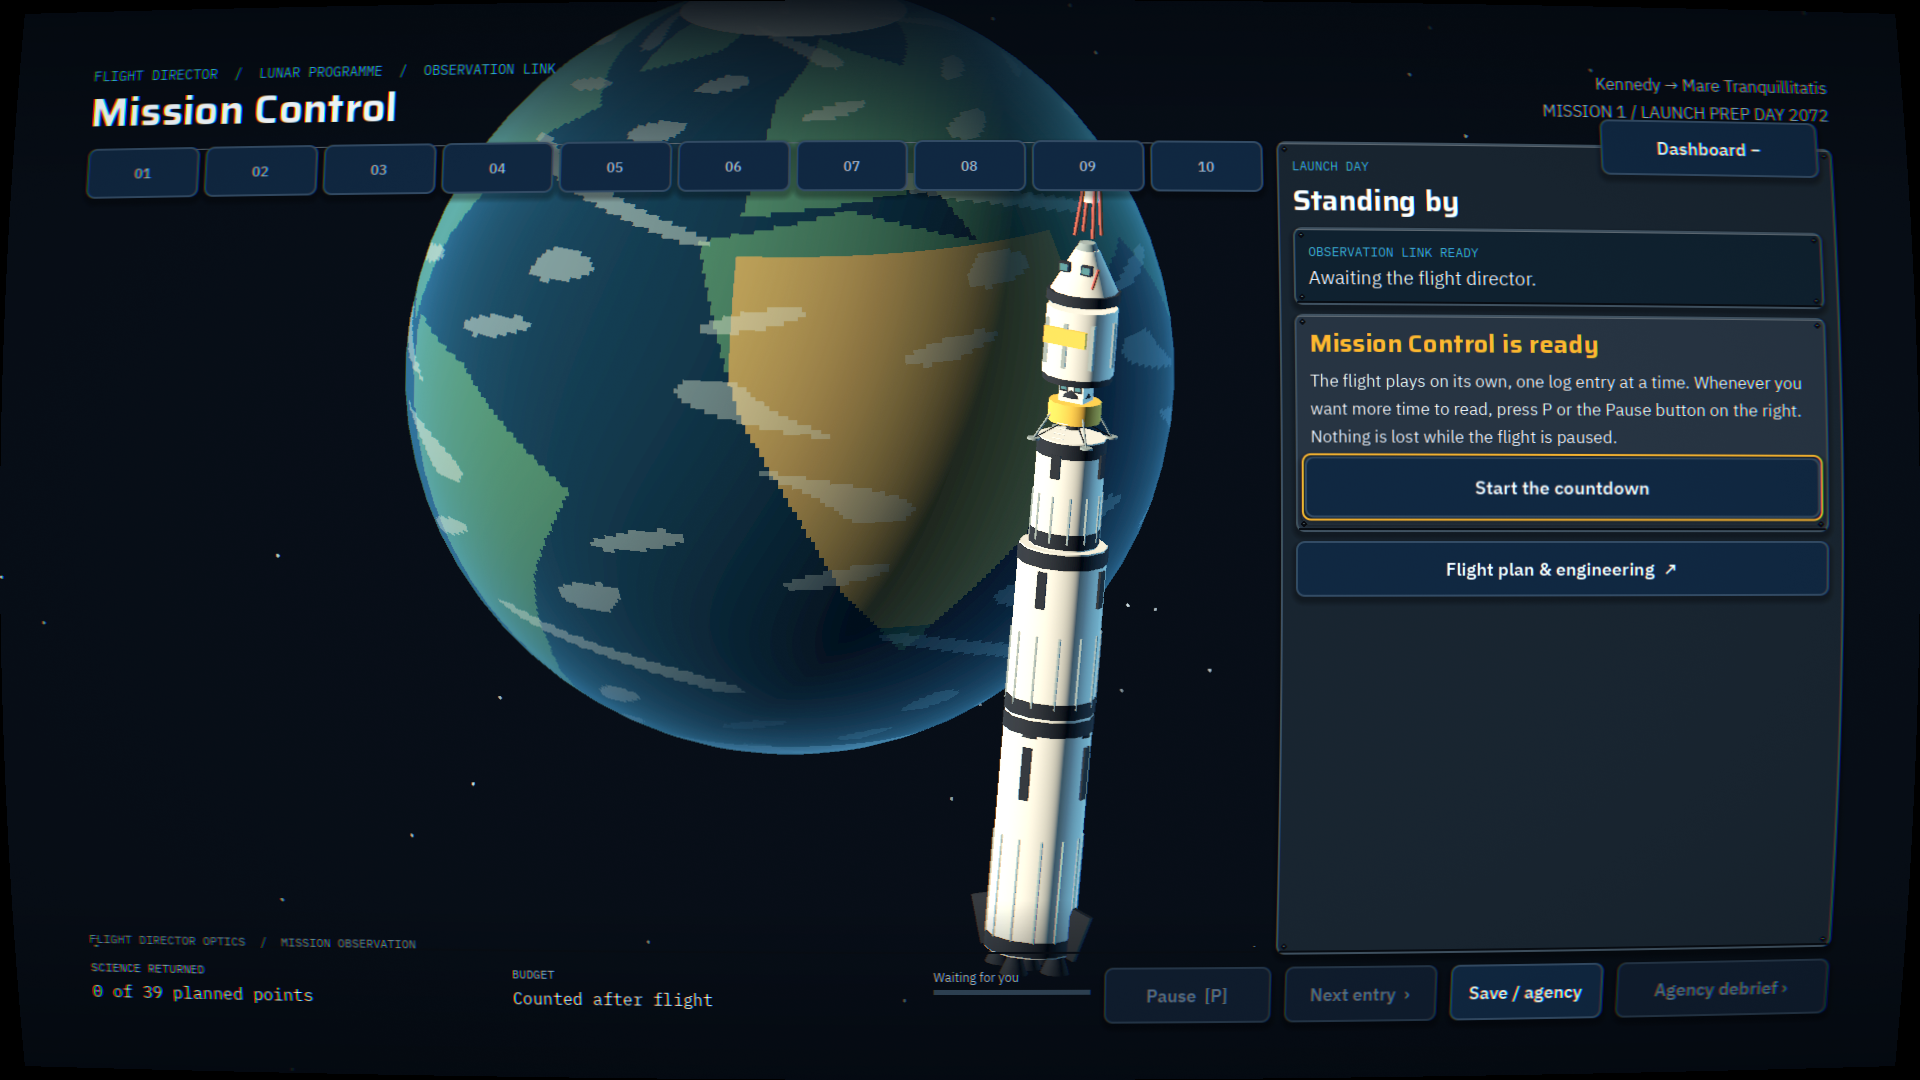 FLIGHT DIRECTOR / LUNAR PROGRAMME / OBSERVATION LINK
Mission Control
Kennedy → Mare Tranquillitatis
MISSION 1 / LAUNCH PREP DAY 2072
Dashboard –
01 02 03 04 05 06 07 08 09 10
LAUNCH DAY
Standing by
OBSERVATION LINK READY
Awaiting the flight director.
Mission Control is ready
The flight plays on its own, one log entry at a time. Whenever you
want more time to read, press P or the Pause button on the right.
Nothing is lost while the flight is paused.
Start the countdown
Flight plan & engineering ↗
FLIGHT DIRECTOR OPTICS / MISSION OBSERVATION
SCIENCE RETURNED
0 of 39 planned points
BUDGET
Counted after flight
Waiting for you
Pause [P]
Next entry ›
Save / agency
Agency debrief ›